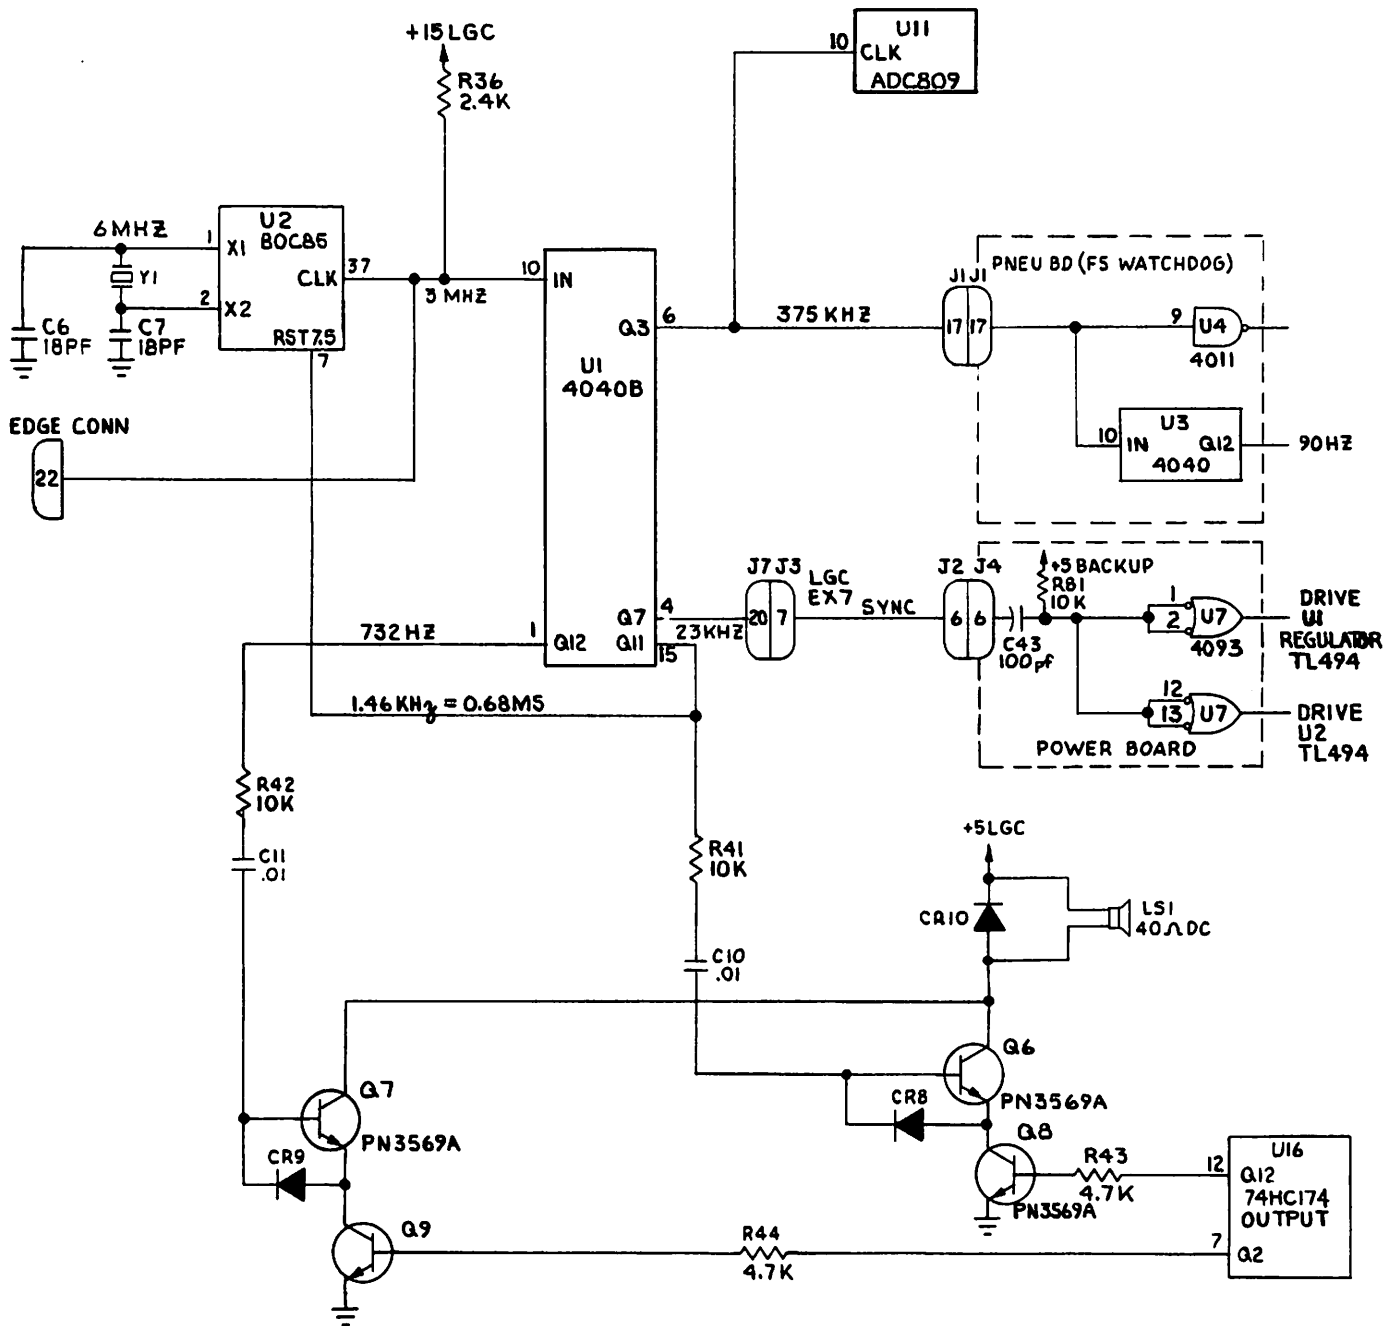 +15LGC
R36
2.4K
10
U11
CLK
ADC809
6MHZ
1
X1
U2
80C85
CLK
37
Y1
2
X2
RST7.5
7
C6
18PF
C7
18PF
3 MHZ
10
IN
Q3
6
U1
4040B
375 KHZ
J1 J1
17 17
PNEU BD (FS WATCHDOG)
9
U4
4011
10
IN
U3
Q12
4040
90HZ
EDGE CONN
22
Q7
4
23KHZ
J7 J3
20 7
LGC
EX7
SYNC
J2 J4
6 6
+5 BACKUP
R81
10K
C43
100pf
1
2
U7
4093
DRIVE
U1
REGULATOR
TL494
12
13
U7
DRIVE
U2
TL494
POWER BOARD
732HZ
1
Q12
Q11
15
1.46KHz = 0.68MS
R42
10K
C11
.01
R41
10K
C10
.01
+5LGC
CR10
LS1
40Ω DC
Q6
PN3569A
CR8
Q7
PN3569A
CR9
Q8
PN3569A
R43
4.7K
12
U16
Q12
74HC174
OUTPUT
7
Q2
Q9
R44
4.7K